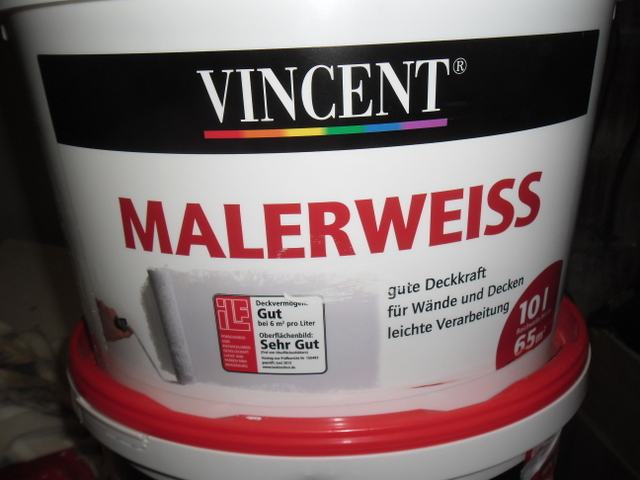 VINCENT®
MALERWEISS
gute Deckkraft
für Wände und Decken
leichte Verarbeitung
10 l
65 m²
iLF
Deckvermögen:
Gut
bei 6 m² pro Liter
Oberflächenbild:
Sehr Gut